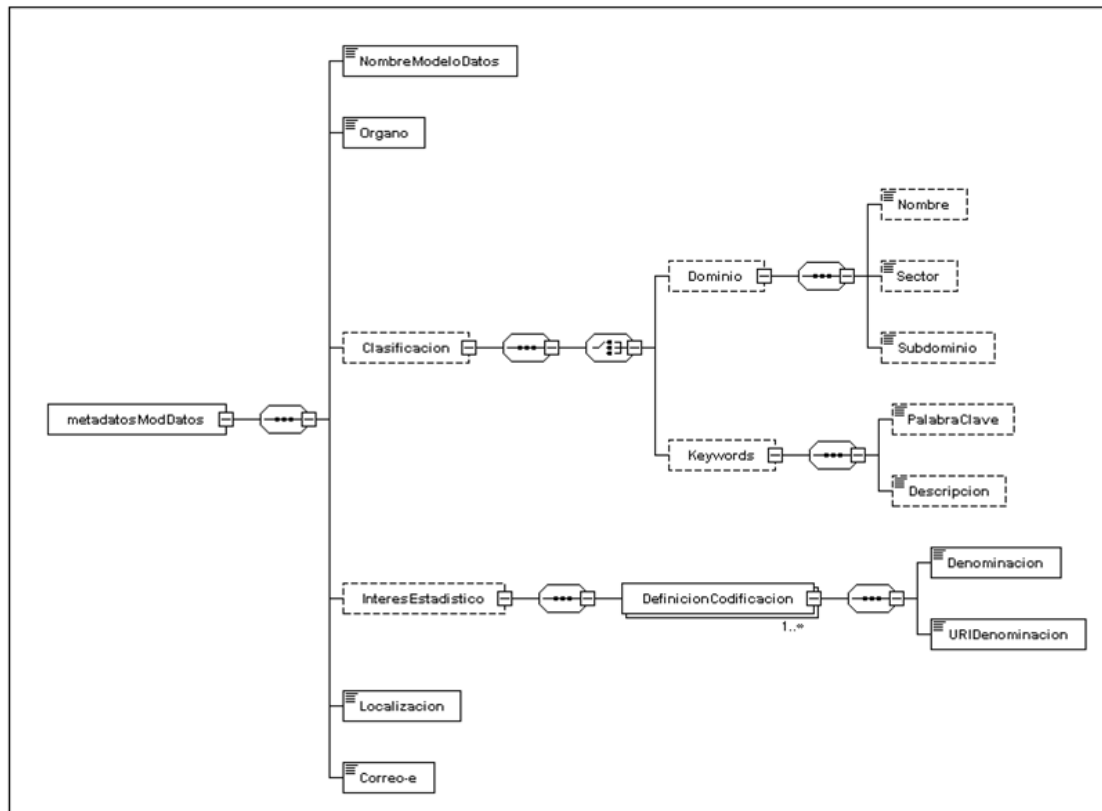 NombreModeloDatos
Organo
Nombre
Dominio
Sector
Clasificacion
Subdominio
metadatosModDatos
PalabraClave
Keywords
Descripcion
Denominacion
InteresEstadistico
DefinicionCodificacion
1..∞
URIDenominacion
Localizacion
Correo-e